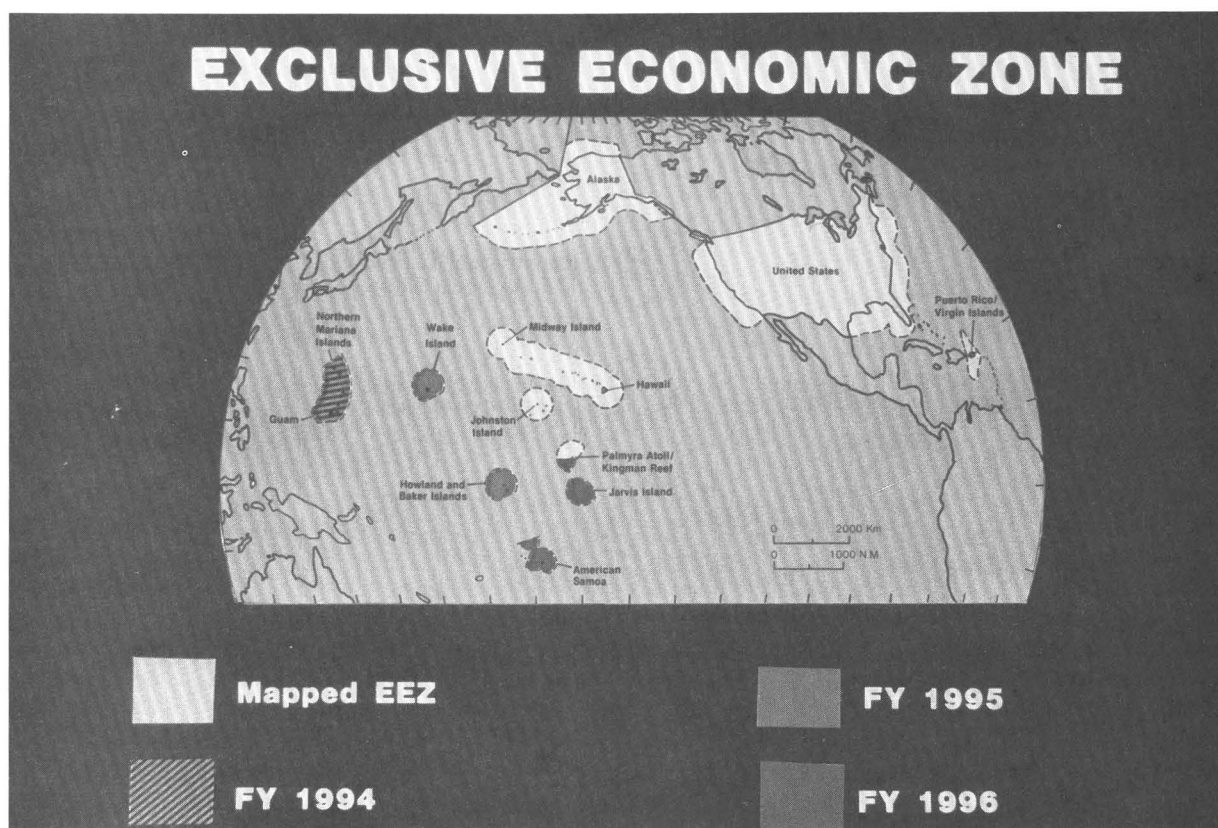 EXCLUSIVE ECONOMIC ZONE
Alaska
United States
Puerto Rico/
Virgin Islands
Northern
Mariana
Islands
Wake
Island
Midway Island
Hawaii
Guam
Johnston
Island
Palmyra Atoll/
Kingman Reef
Howland and
Baker Islands
Jarvis Island
0 2000 Km
0 1000 N.M.
American
Samoa
Mapped EEZ
FY 1995
FY 1994
FY 1996